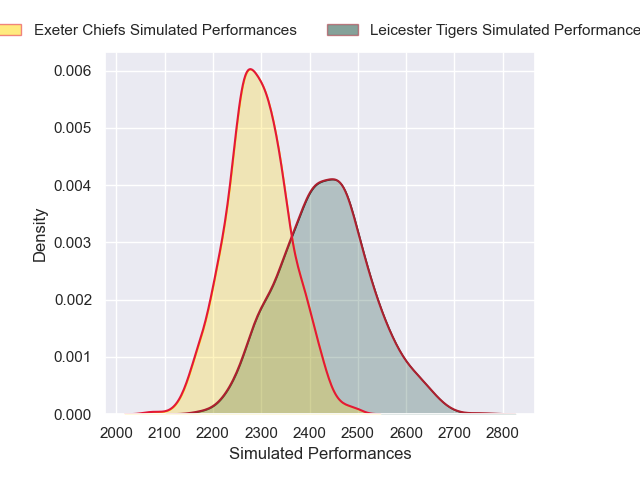 Exeter Chiefs Simulated Performances Leicester Tigers Simulated Performance
0.006
0.005
0.004
0.003
0.002
0.001
0.000
Density
2000 2100 2200 2300 2400 2500 2600 2700 2800
Simulated Performances